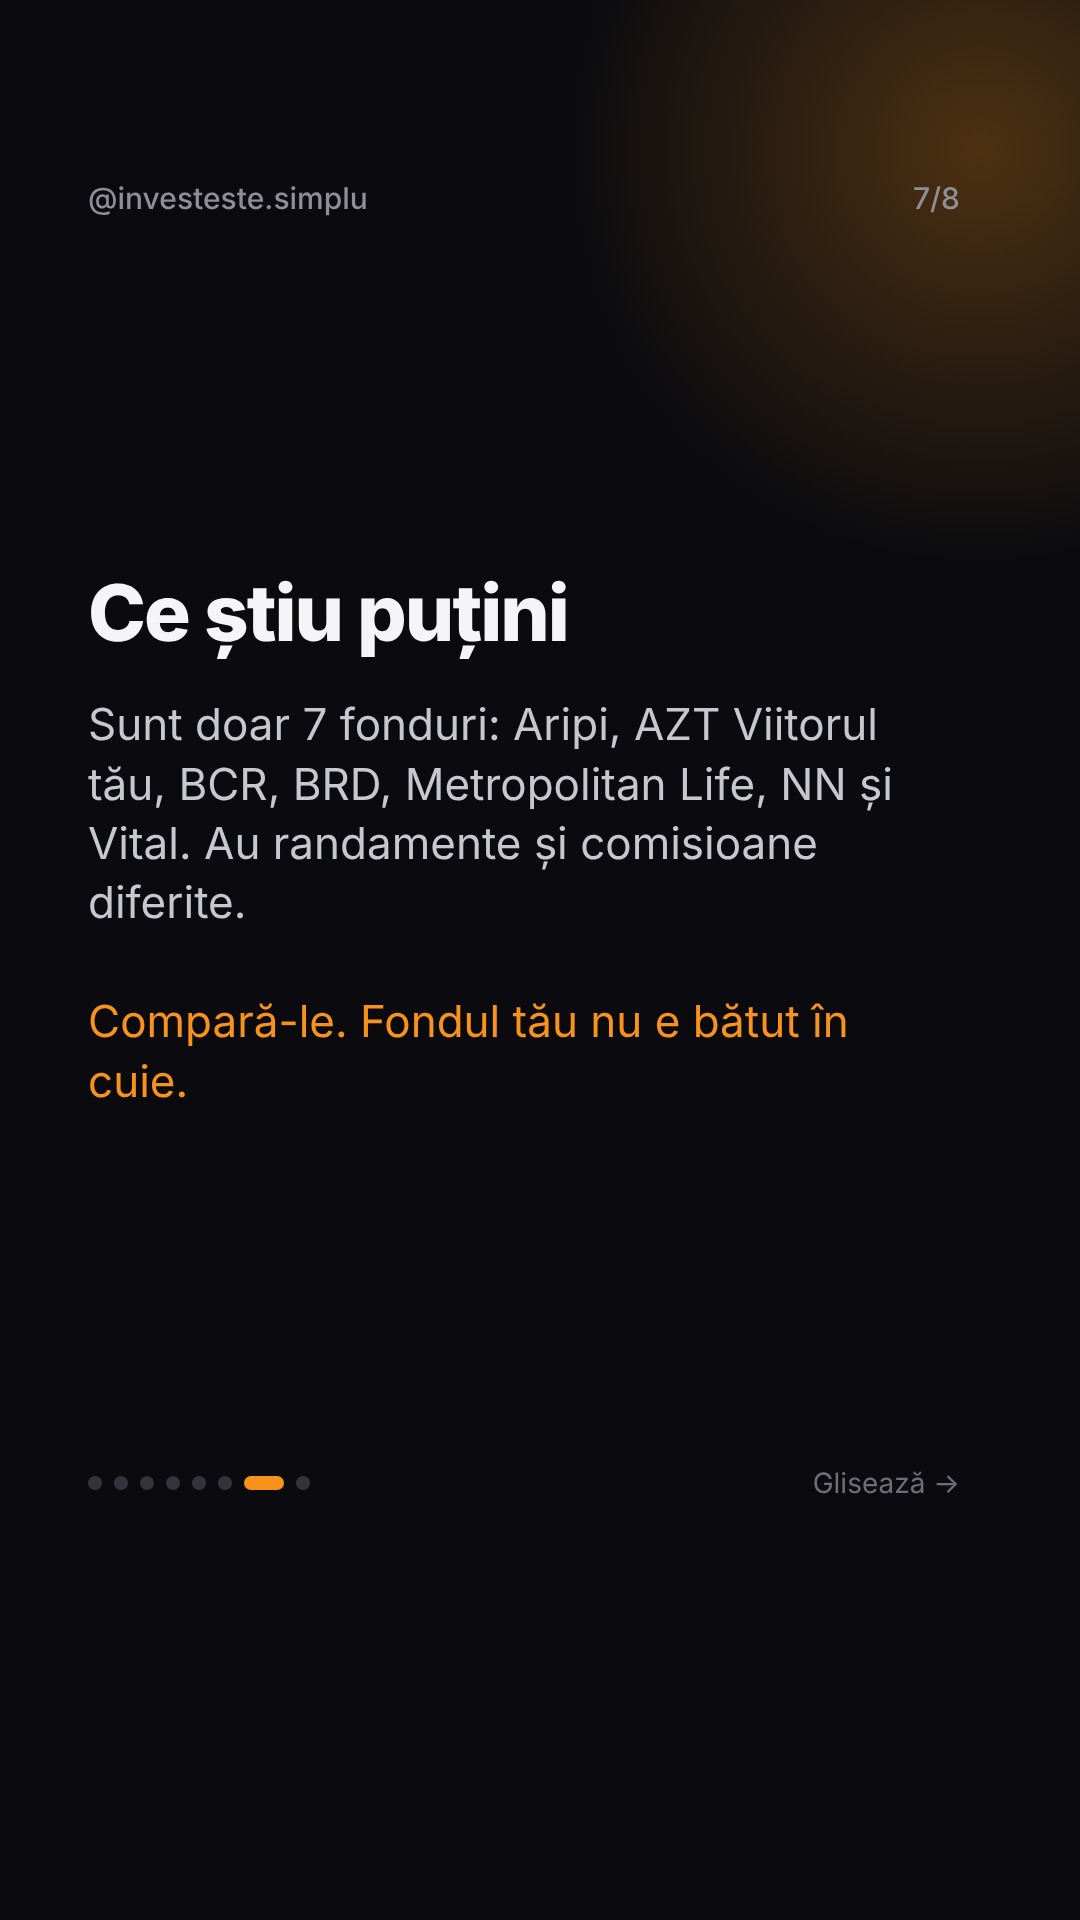 @investeste.simplu
7/8
Ce știu puțini
Sunt doar 7 fonduri: Aripi, AZT Viitorul
tău, BCR, BRD, Metropolitan Life, NN și
Vital. Au randamente și comisioane
diferite.
Compară-le. Fondul tău nu e bătut în
cuie.
Glisează →